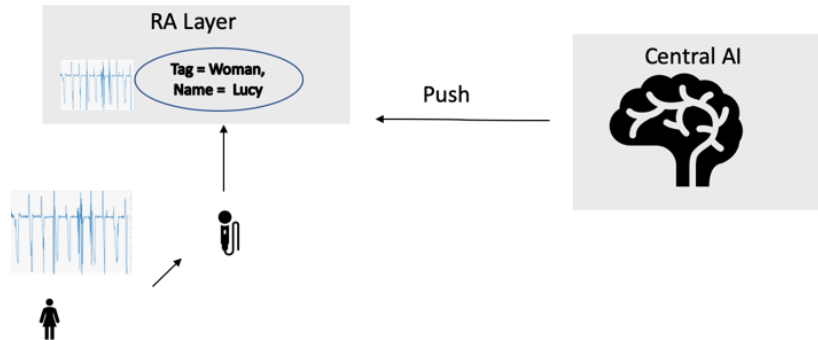 RA Layer
Tag = Woman,
Name = Lucy
Central AI
Push